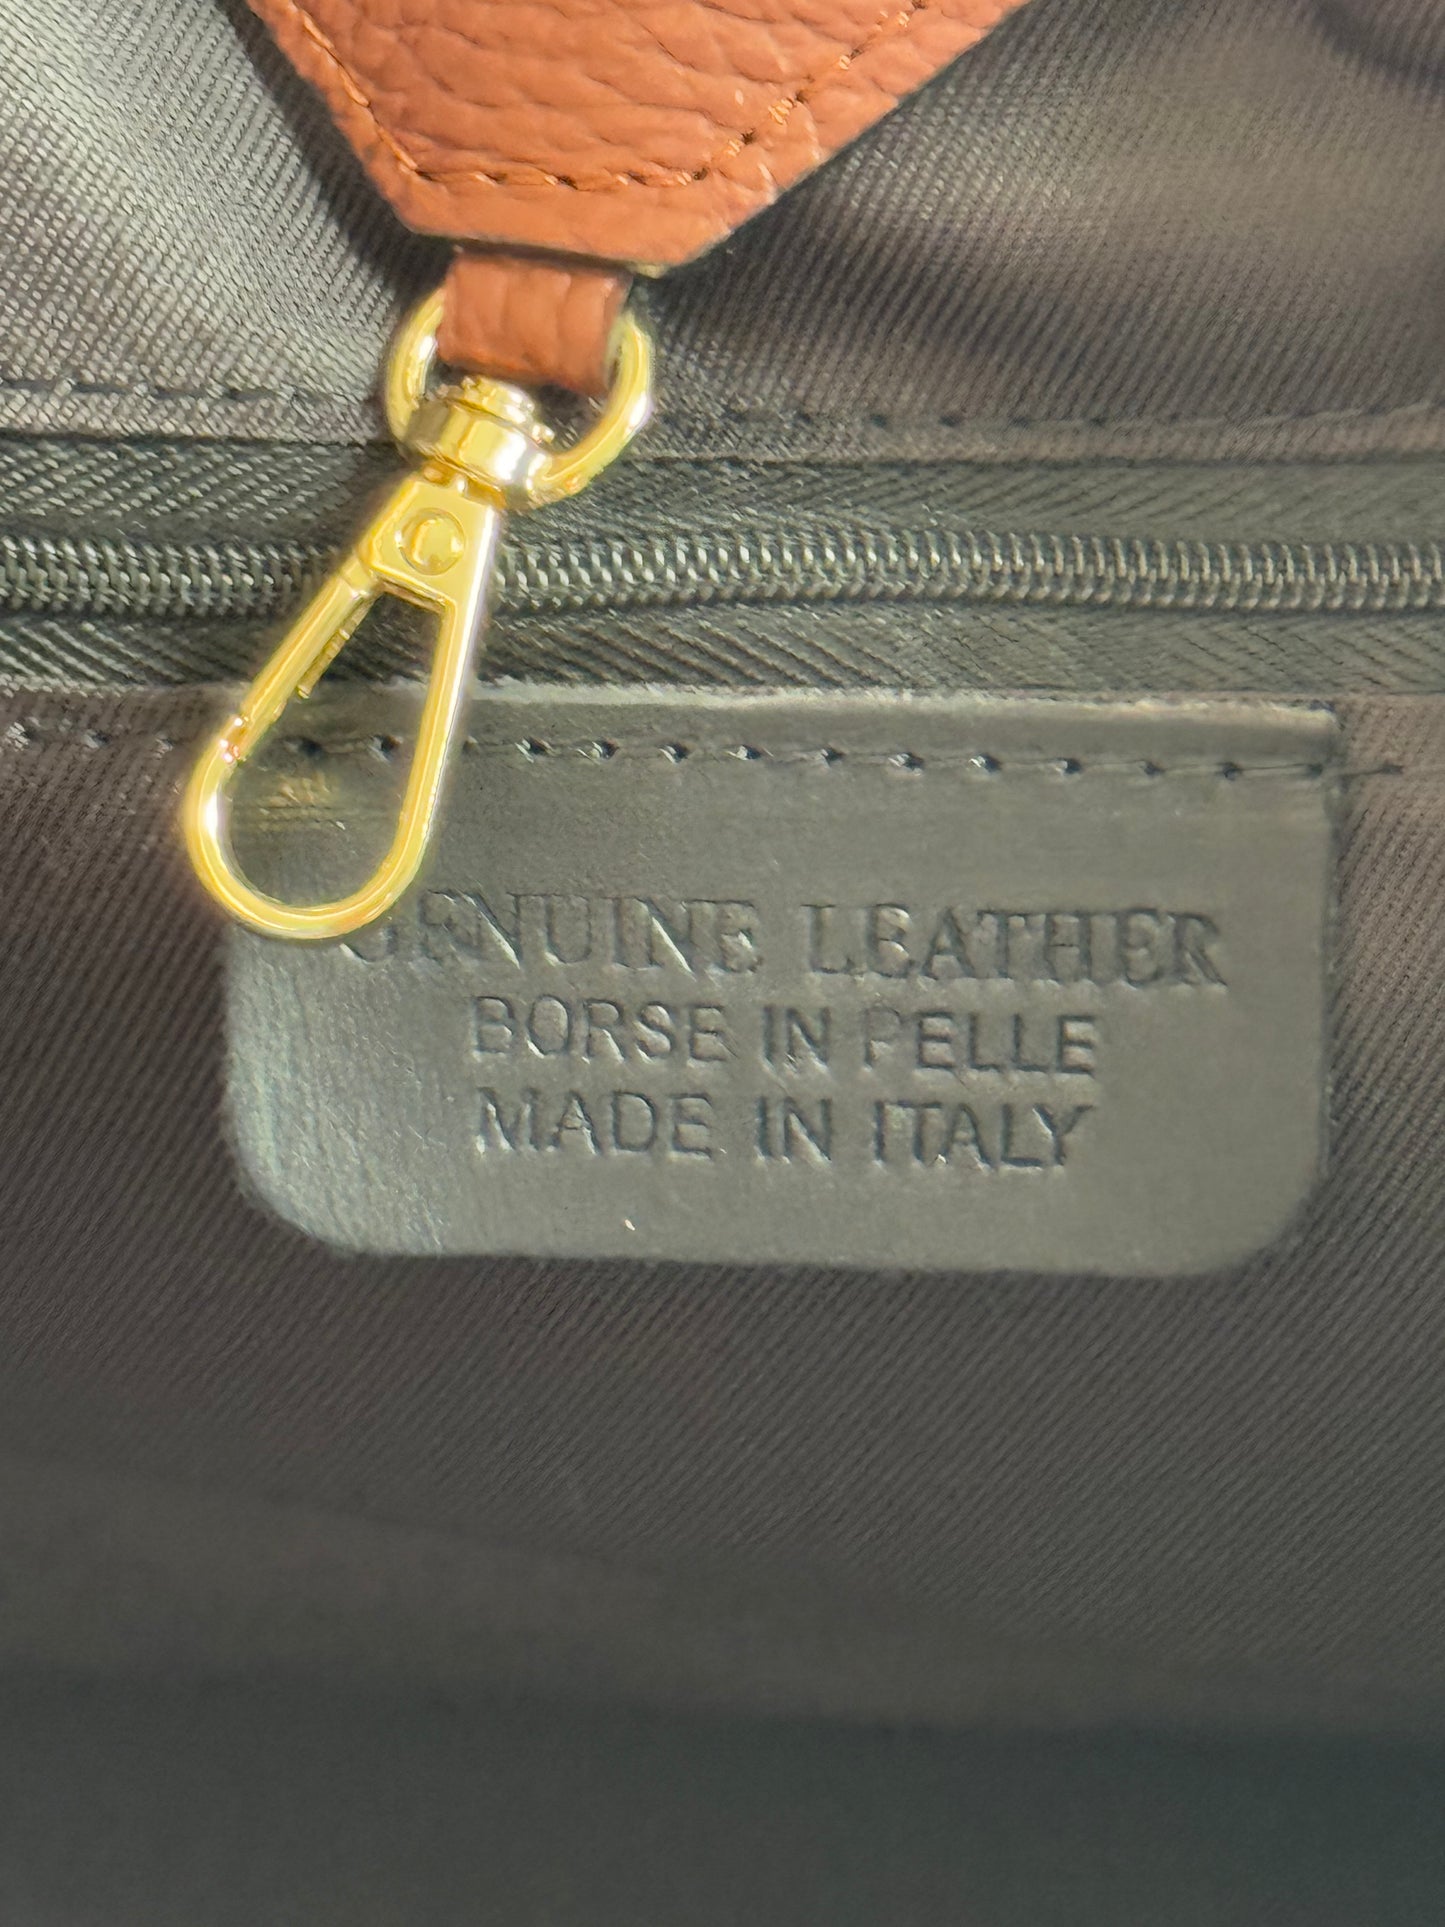 GENUINE LEATHER
BORSE IN PELLE
MADE IN ITALY